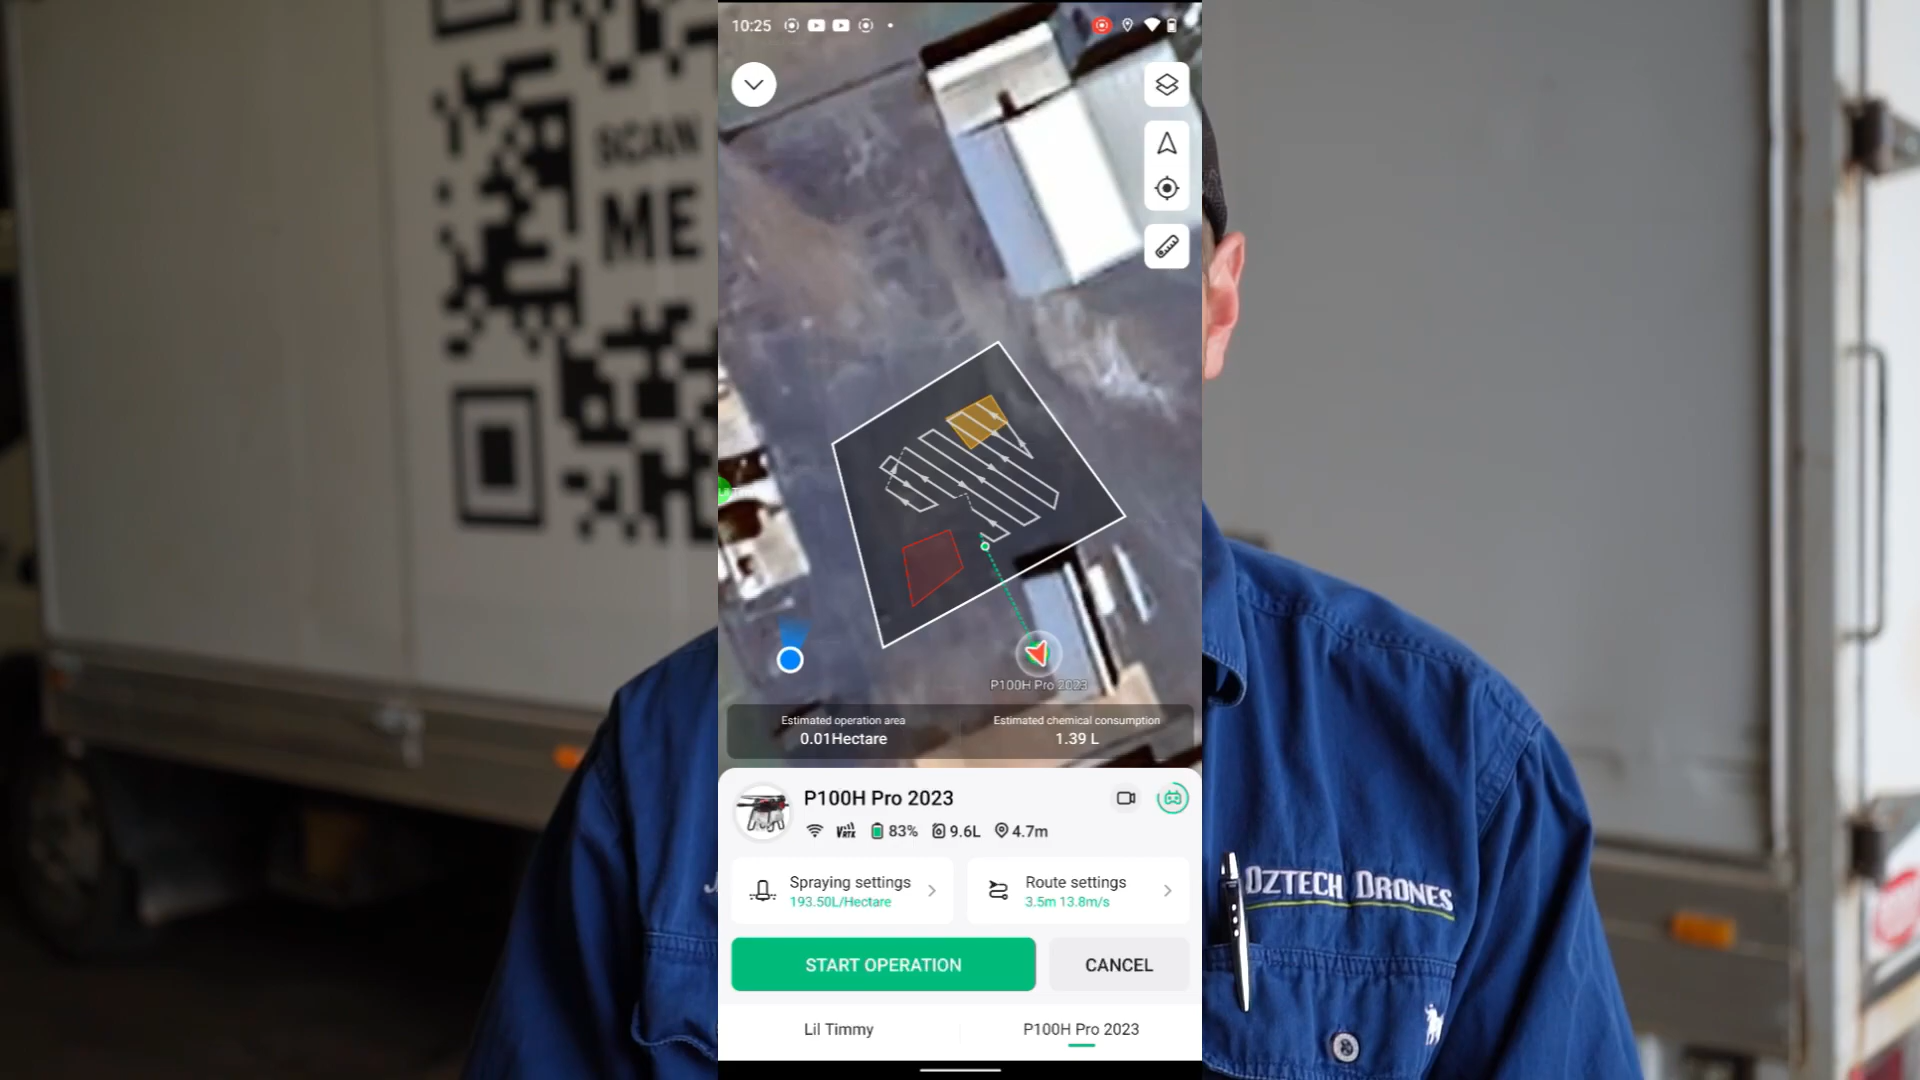 10:25
SCAN
ME
P100H Pro 2023
Estimated operation area
Estimated chemical consumption
0.01Hectare
1.39 L
P100H Pro 2023
VRTK
83%
9.6L
4.7m
Spraying settings
193.50L/Hectare
Route settings
3.5m 13.8m/s
OZTECH DRONES
START OPERATION
CANCEL
Lil Timmy
P100H Pro 2023